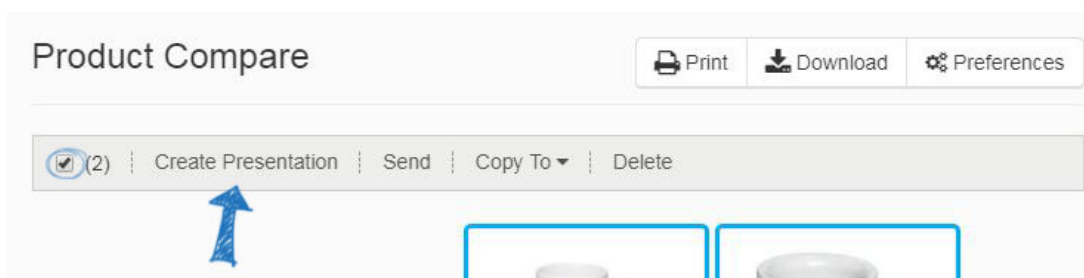 Product Compare
Print Download Preferences
(2) Create Presentation Send Copy To Delete